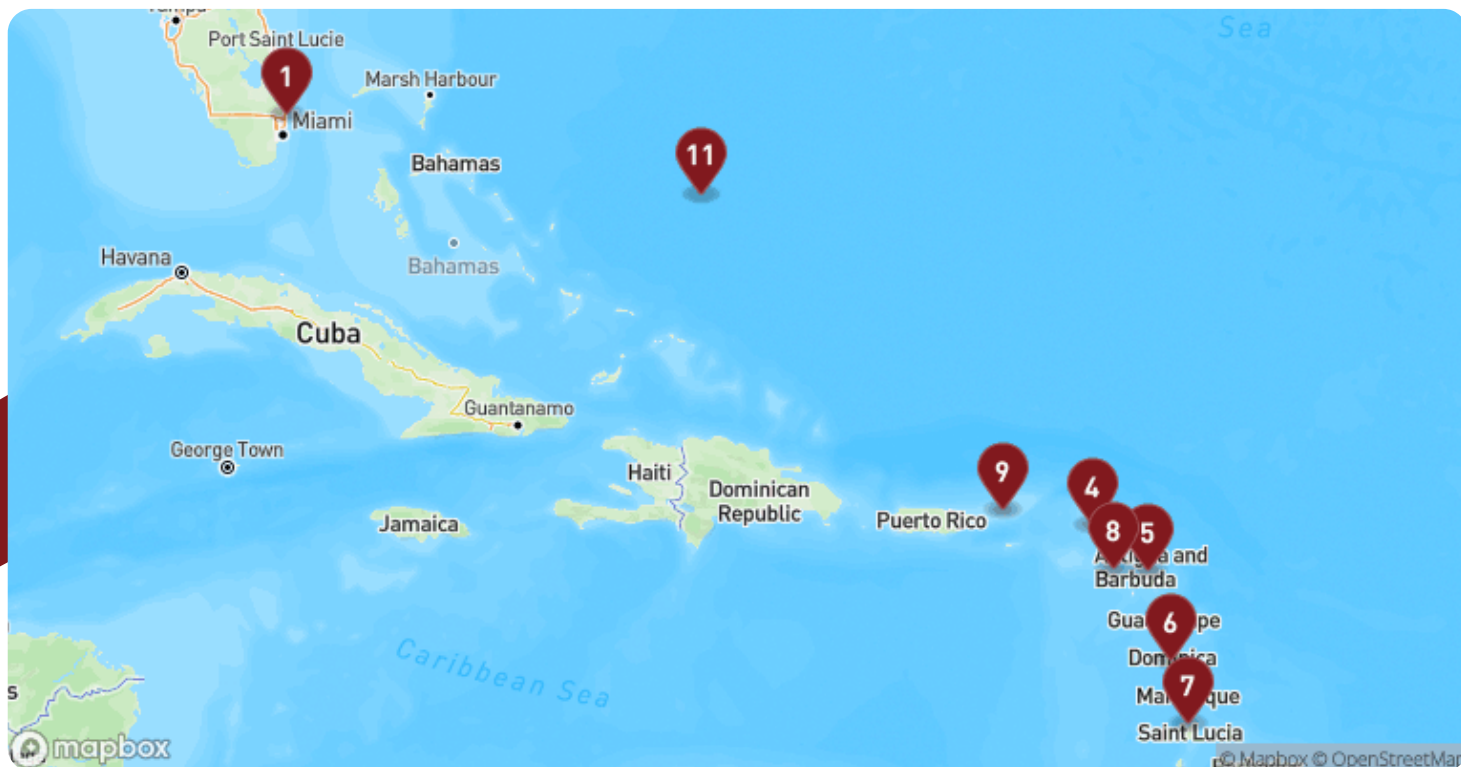 Sea
Port Saint Lucie
1
Marsh Harbour
Miami
11
Bahamas
Havana
Bahamas
Cuba
Guantanamo
George Town
Haiti
9
4
Dominican
Republic
Puerto Rico
Jamaica
8
5
and
Barbuda
6
Caribbean Sea
7
Saint Lucia
mapbox
© Mapbox © OpenStreetMap